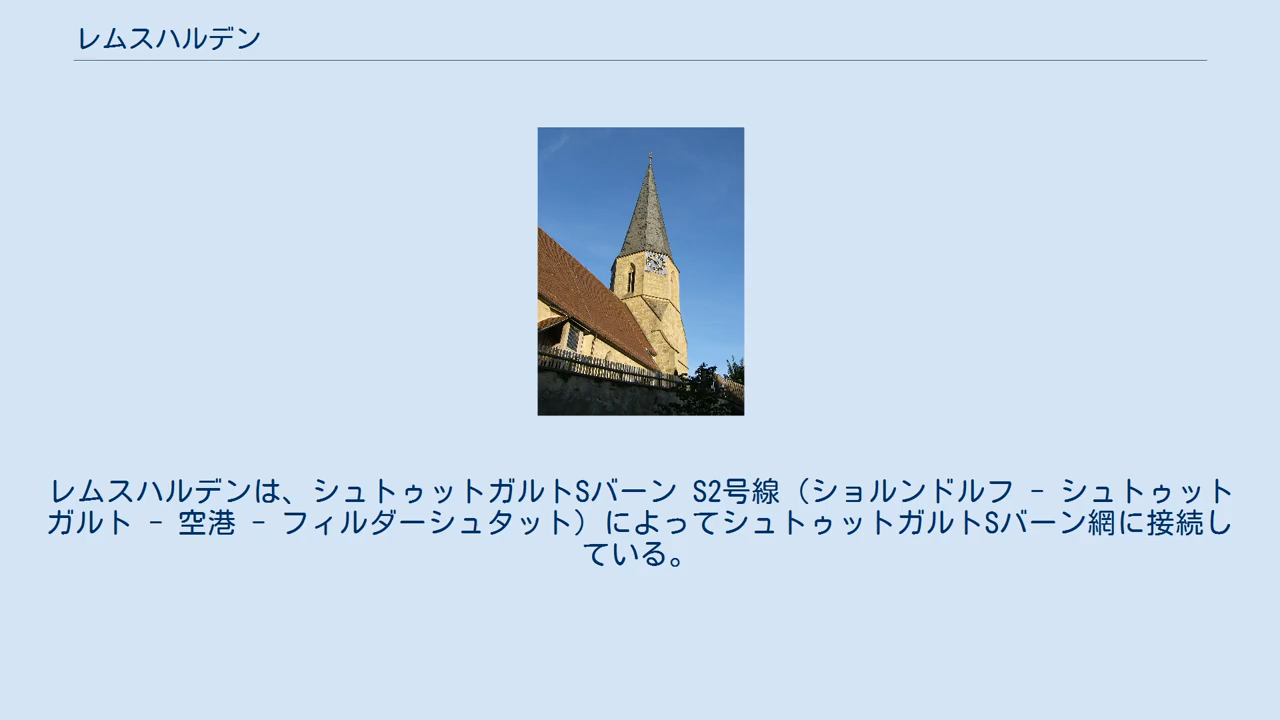 レムスハルデン
レムスハルデンは、シュトゥットガルトSバーン S2号線（ショルンドルフ - シュトゥット
ガルト - 空港 - フィルダーシュタット）によってシュトゥットガルトSバーン網に接続し
ている。